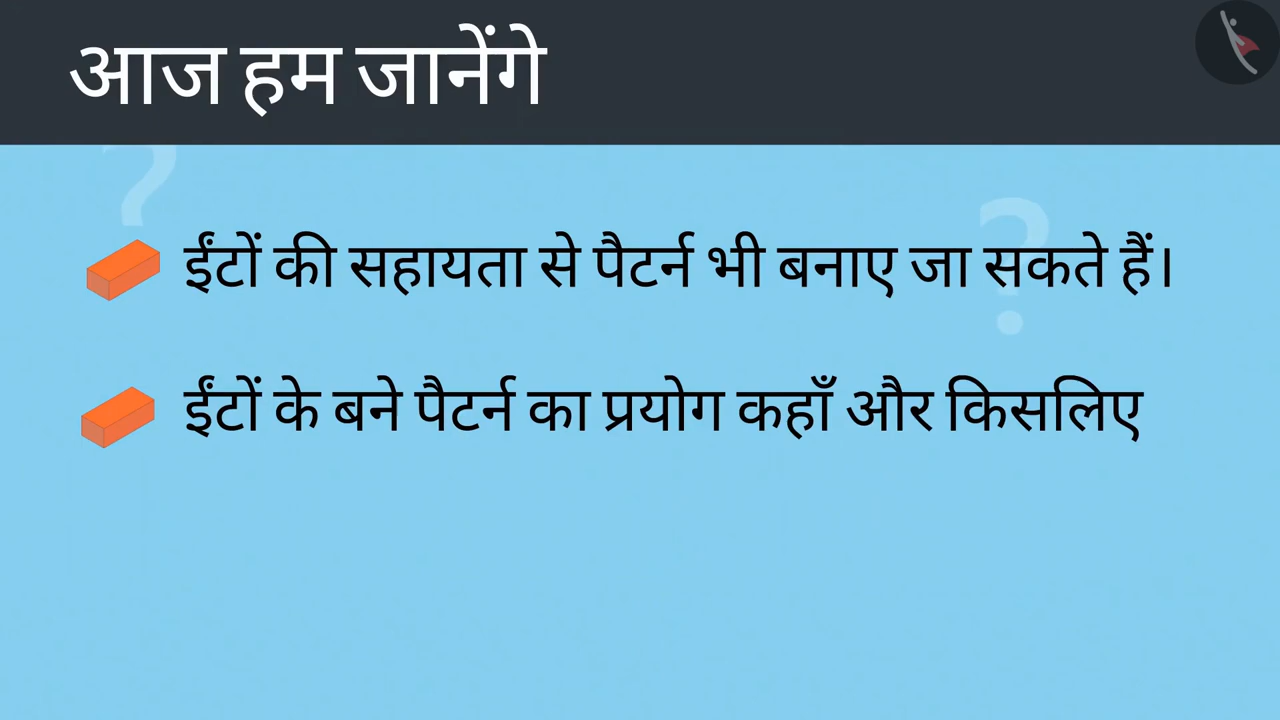 आज हम जानेंगे
ईंटों की सहायता से पैटर्न भी बनाए जा सकते हैं।
ईंटों के बने पैटर्न का प्रयोग कहाँ और किसलिए